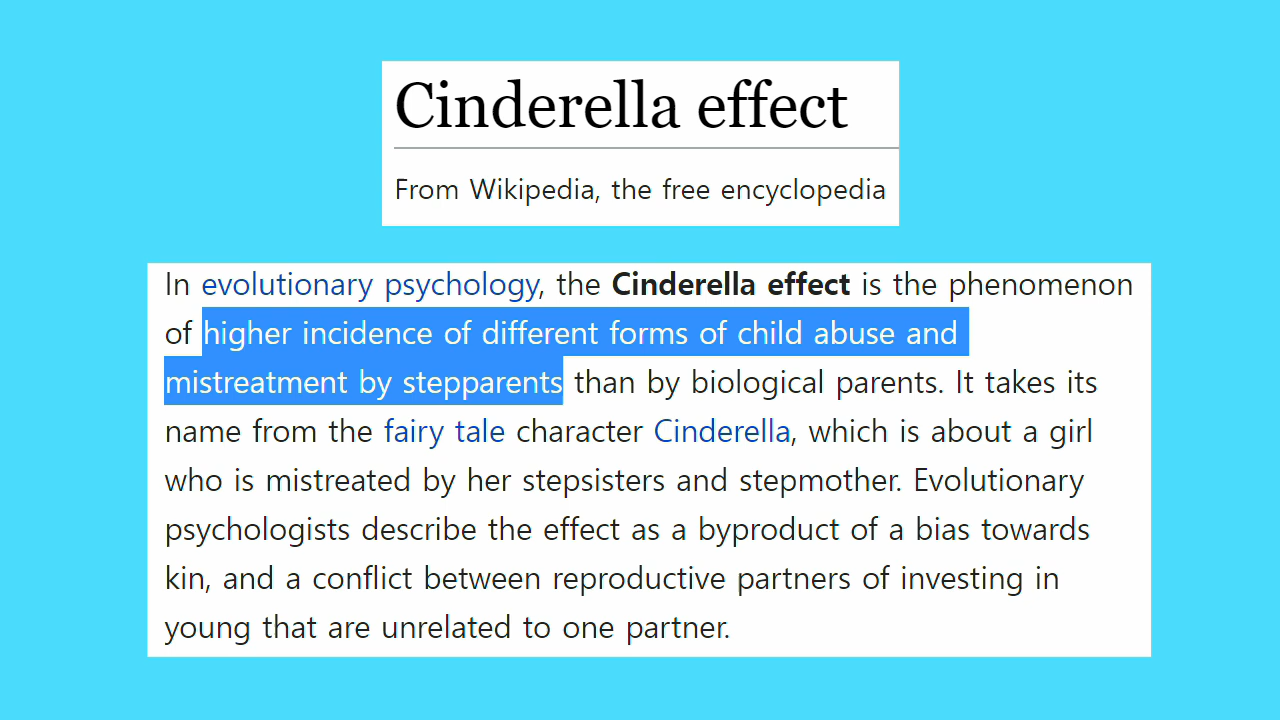 Cinderella effect
From Wikipedia, the free encyclopedia
In evolutionary psychology, the Cinderella effect is the phenomenon
of higher incidence of different forms of child abuse and
mistreatment by stepparents than by biological parents. It takes its
name from the fairy tale character Cinderella, which is about a girl
who is mistreated by her stepsisters and stepmother. Evolutionary
psychologists describe the effect as a byproduct of a bias towards
kin, and a conflict between reproductive partners of investing in
young that are unrelated to one partner.